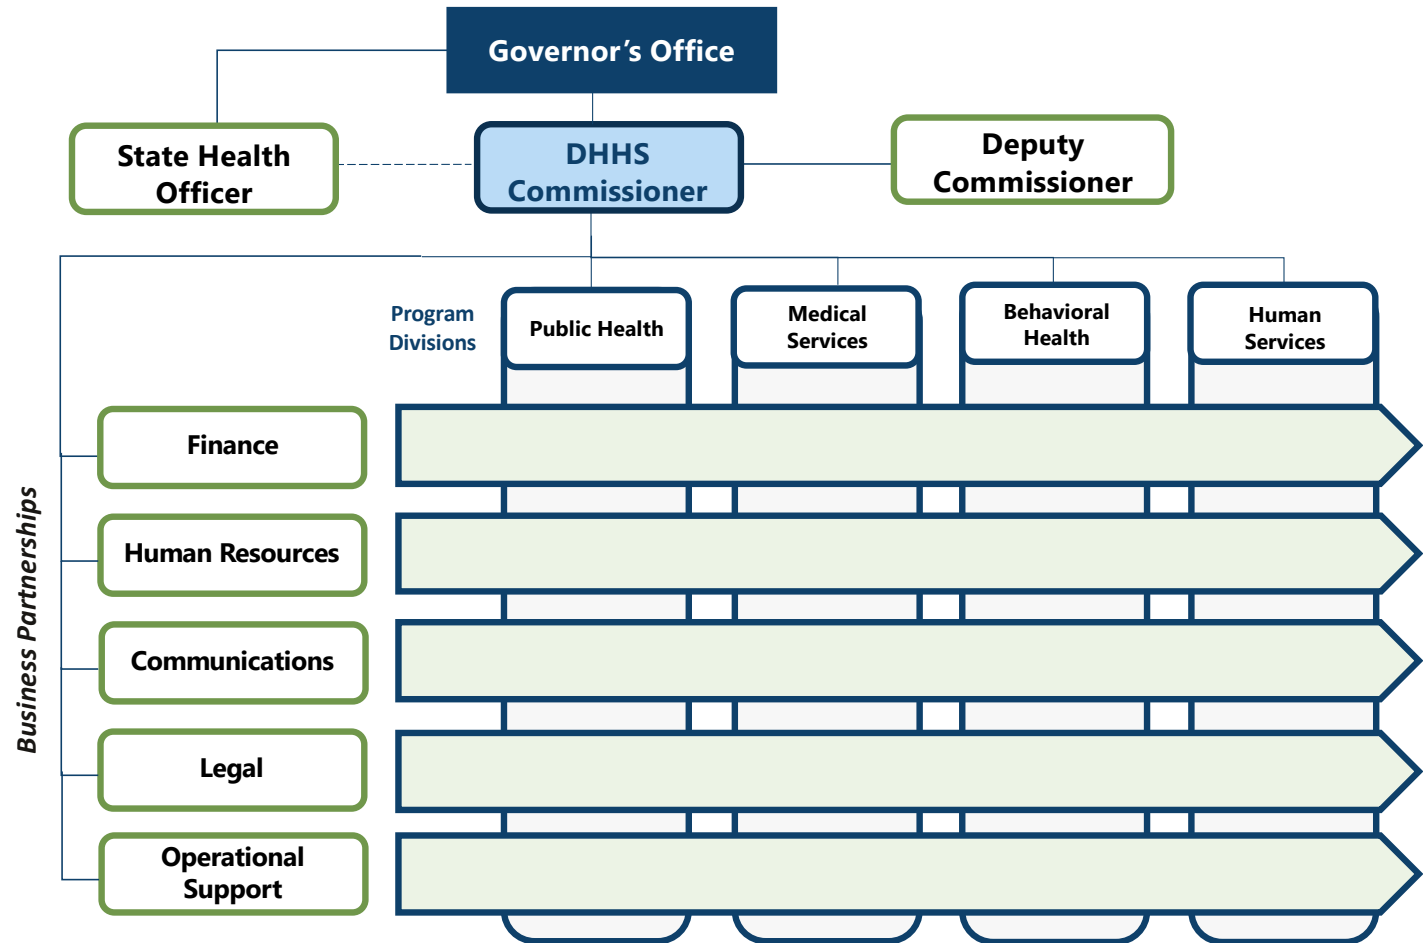 Governor’s Office
State Health
Officer
DHHS
Commissioner
Deputy
Commissioner
Program
Divisions
Public Health
Medical
Services
Behavioral
Health
Human
Services
Business Partnerships
Finance
Human Resources
Communications
Legal
Operational
Support